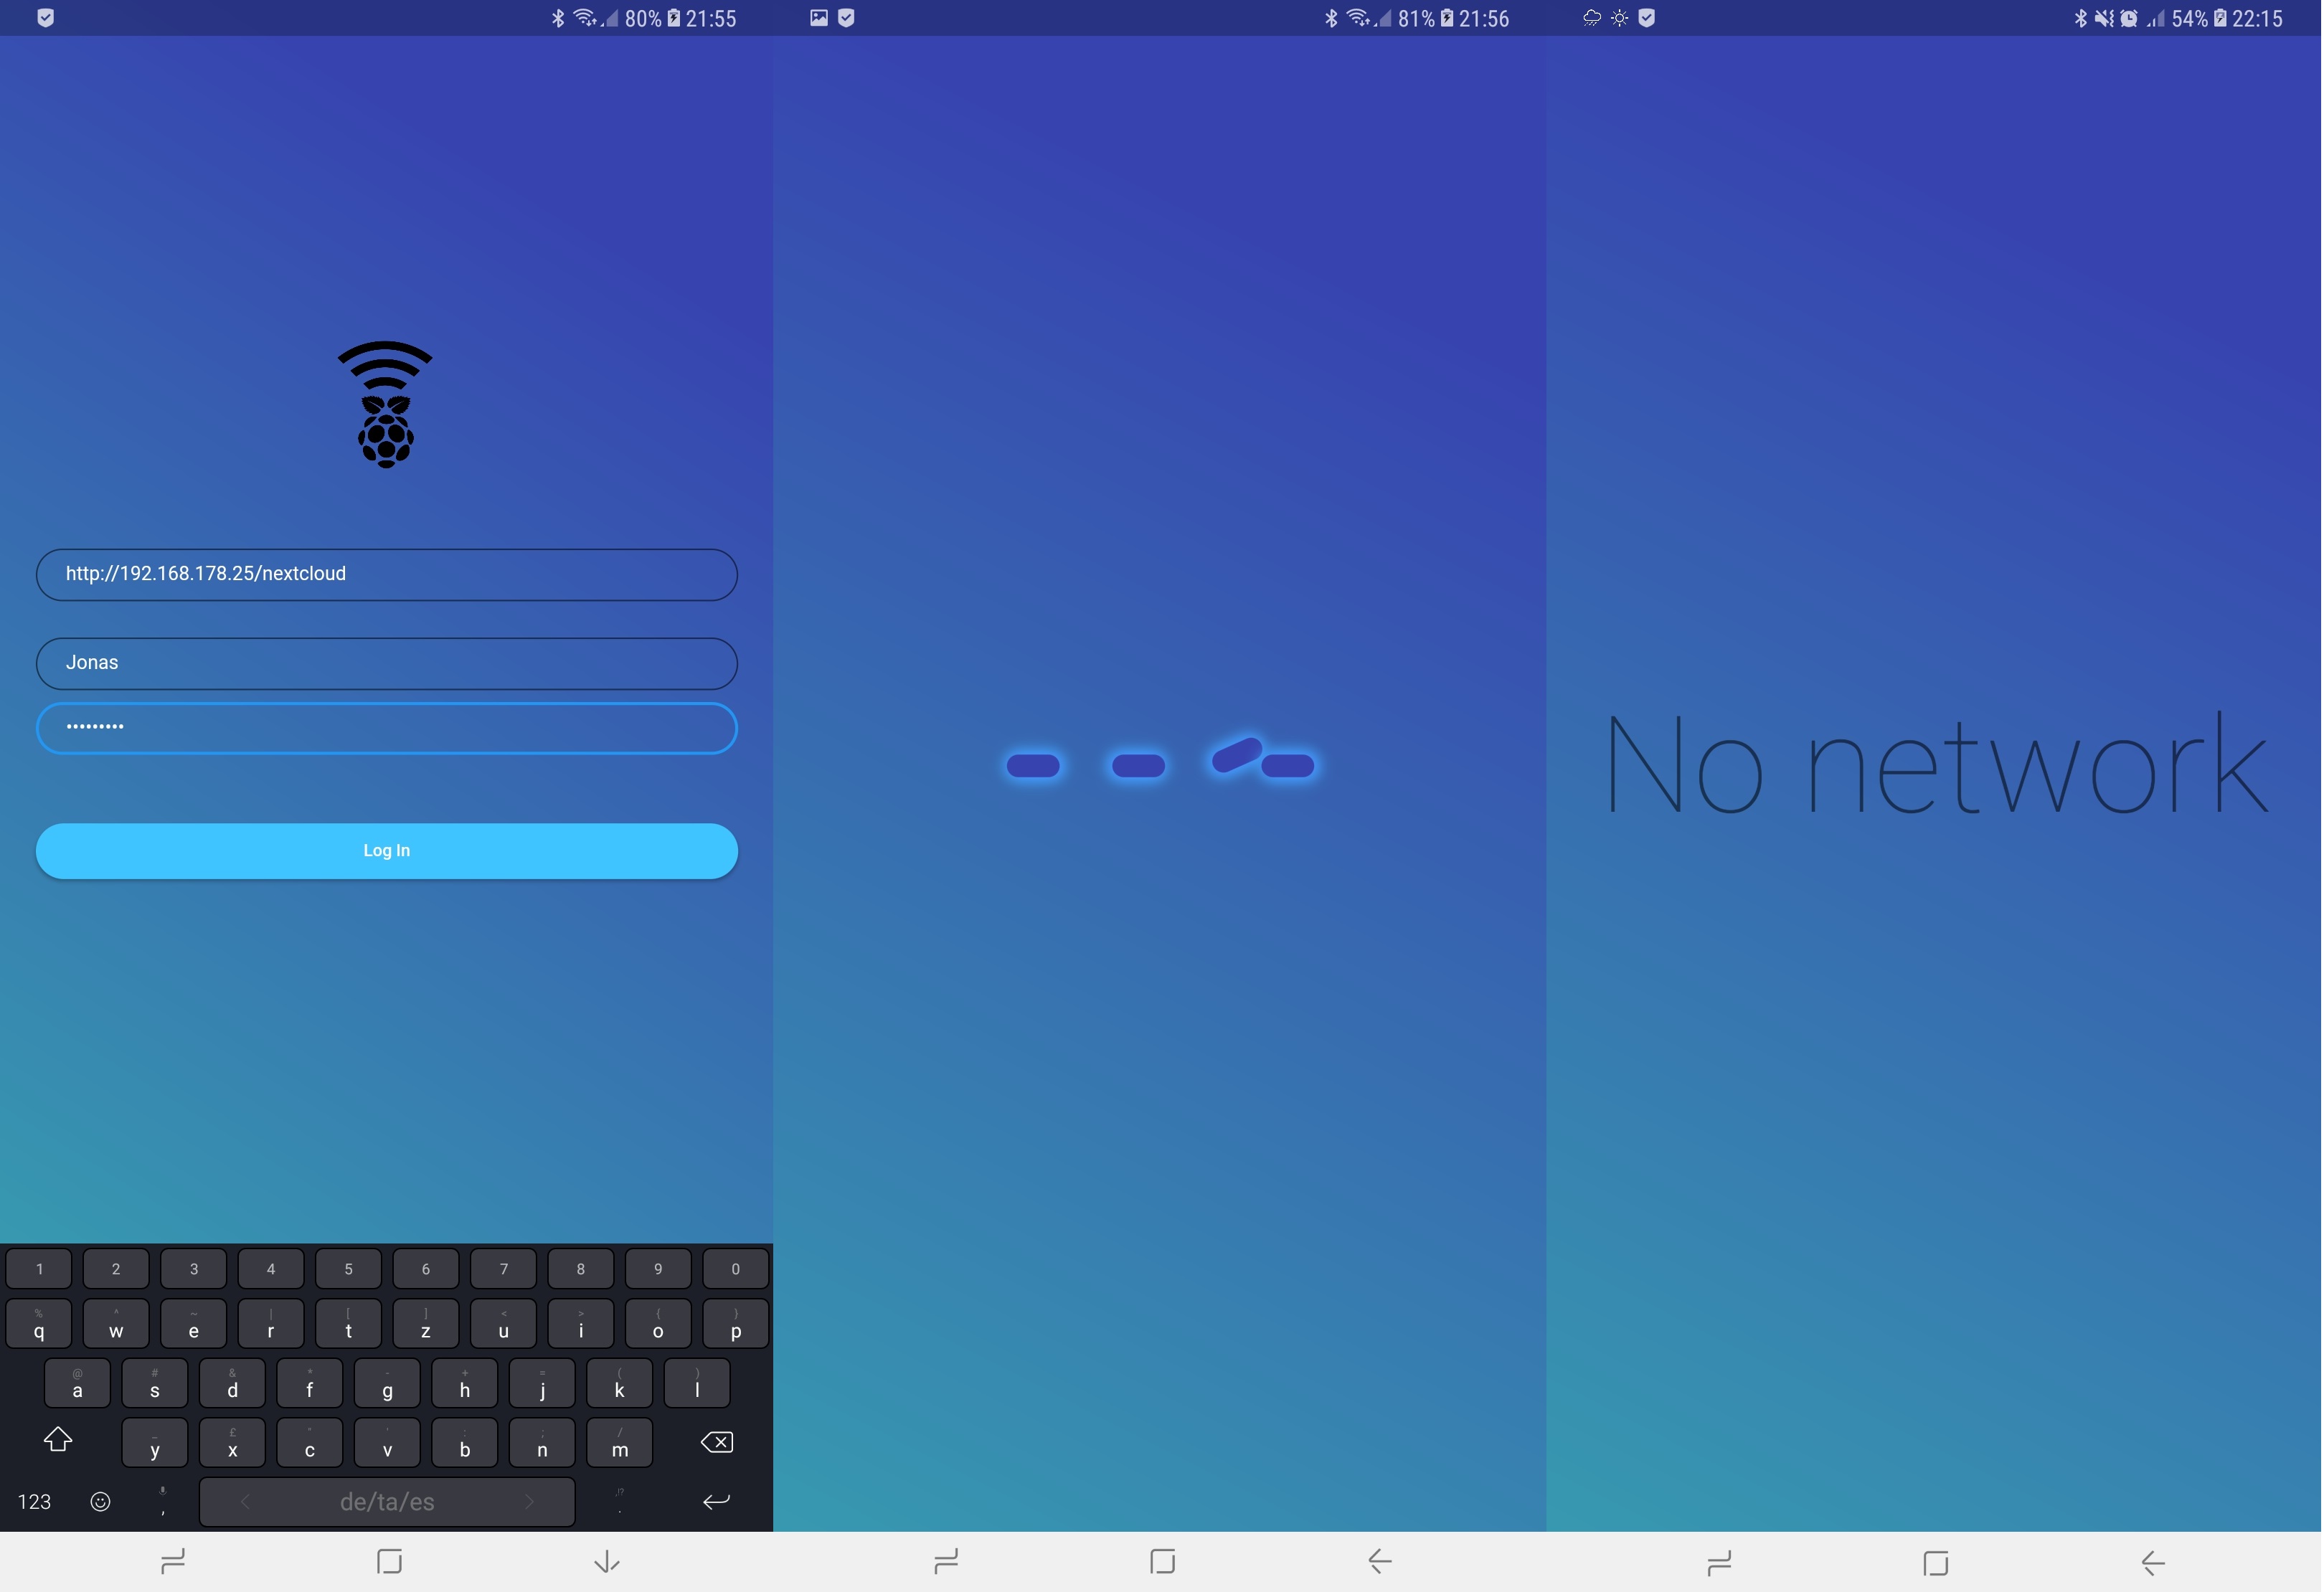 80% 21:55
http://192.168.178.25/nextcloud
Jonas
•••••••••
Log In
1 2 3 4 5 6 7 8 9 0
% ^ ~ | [ ] < > { }
q w e r t z u i o p
@ # & * - + = ( )
a s d f g h j k l
_ £ " ' : ; /
y x c v b n m
123 , de/ta/es .
81% 21:56
54% 22:15
No network